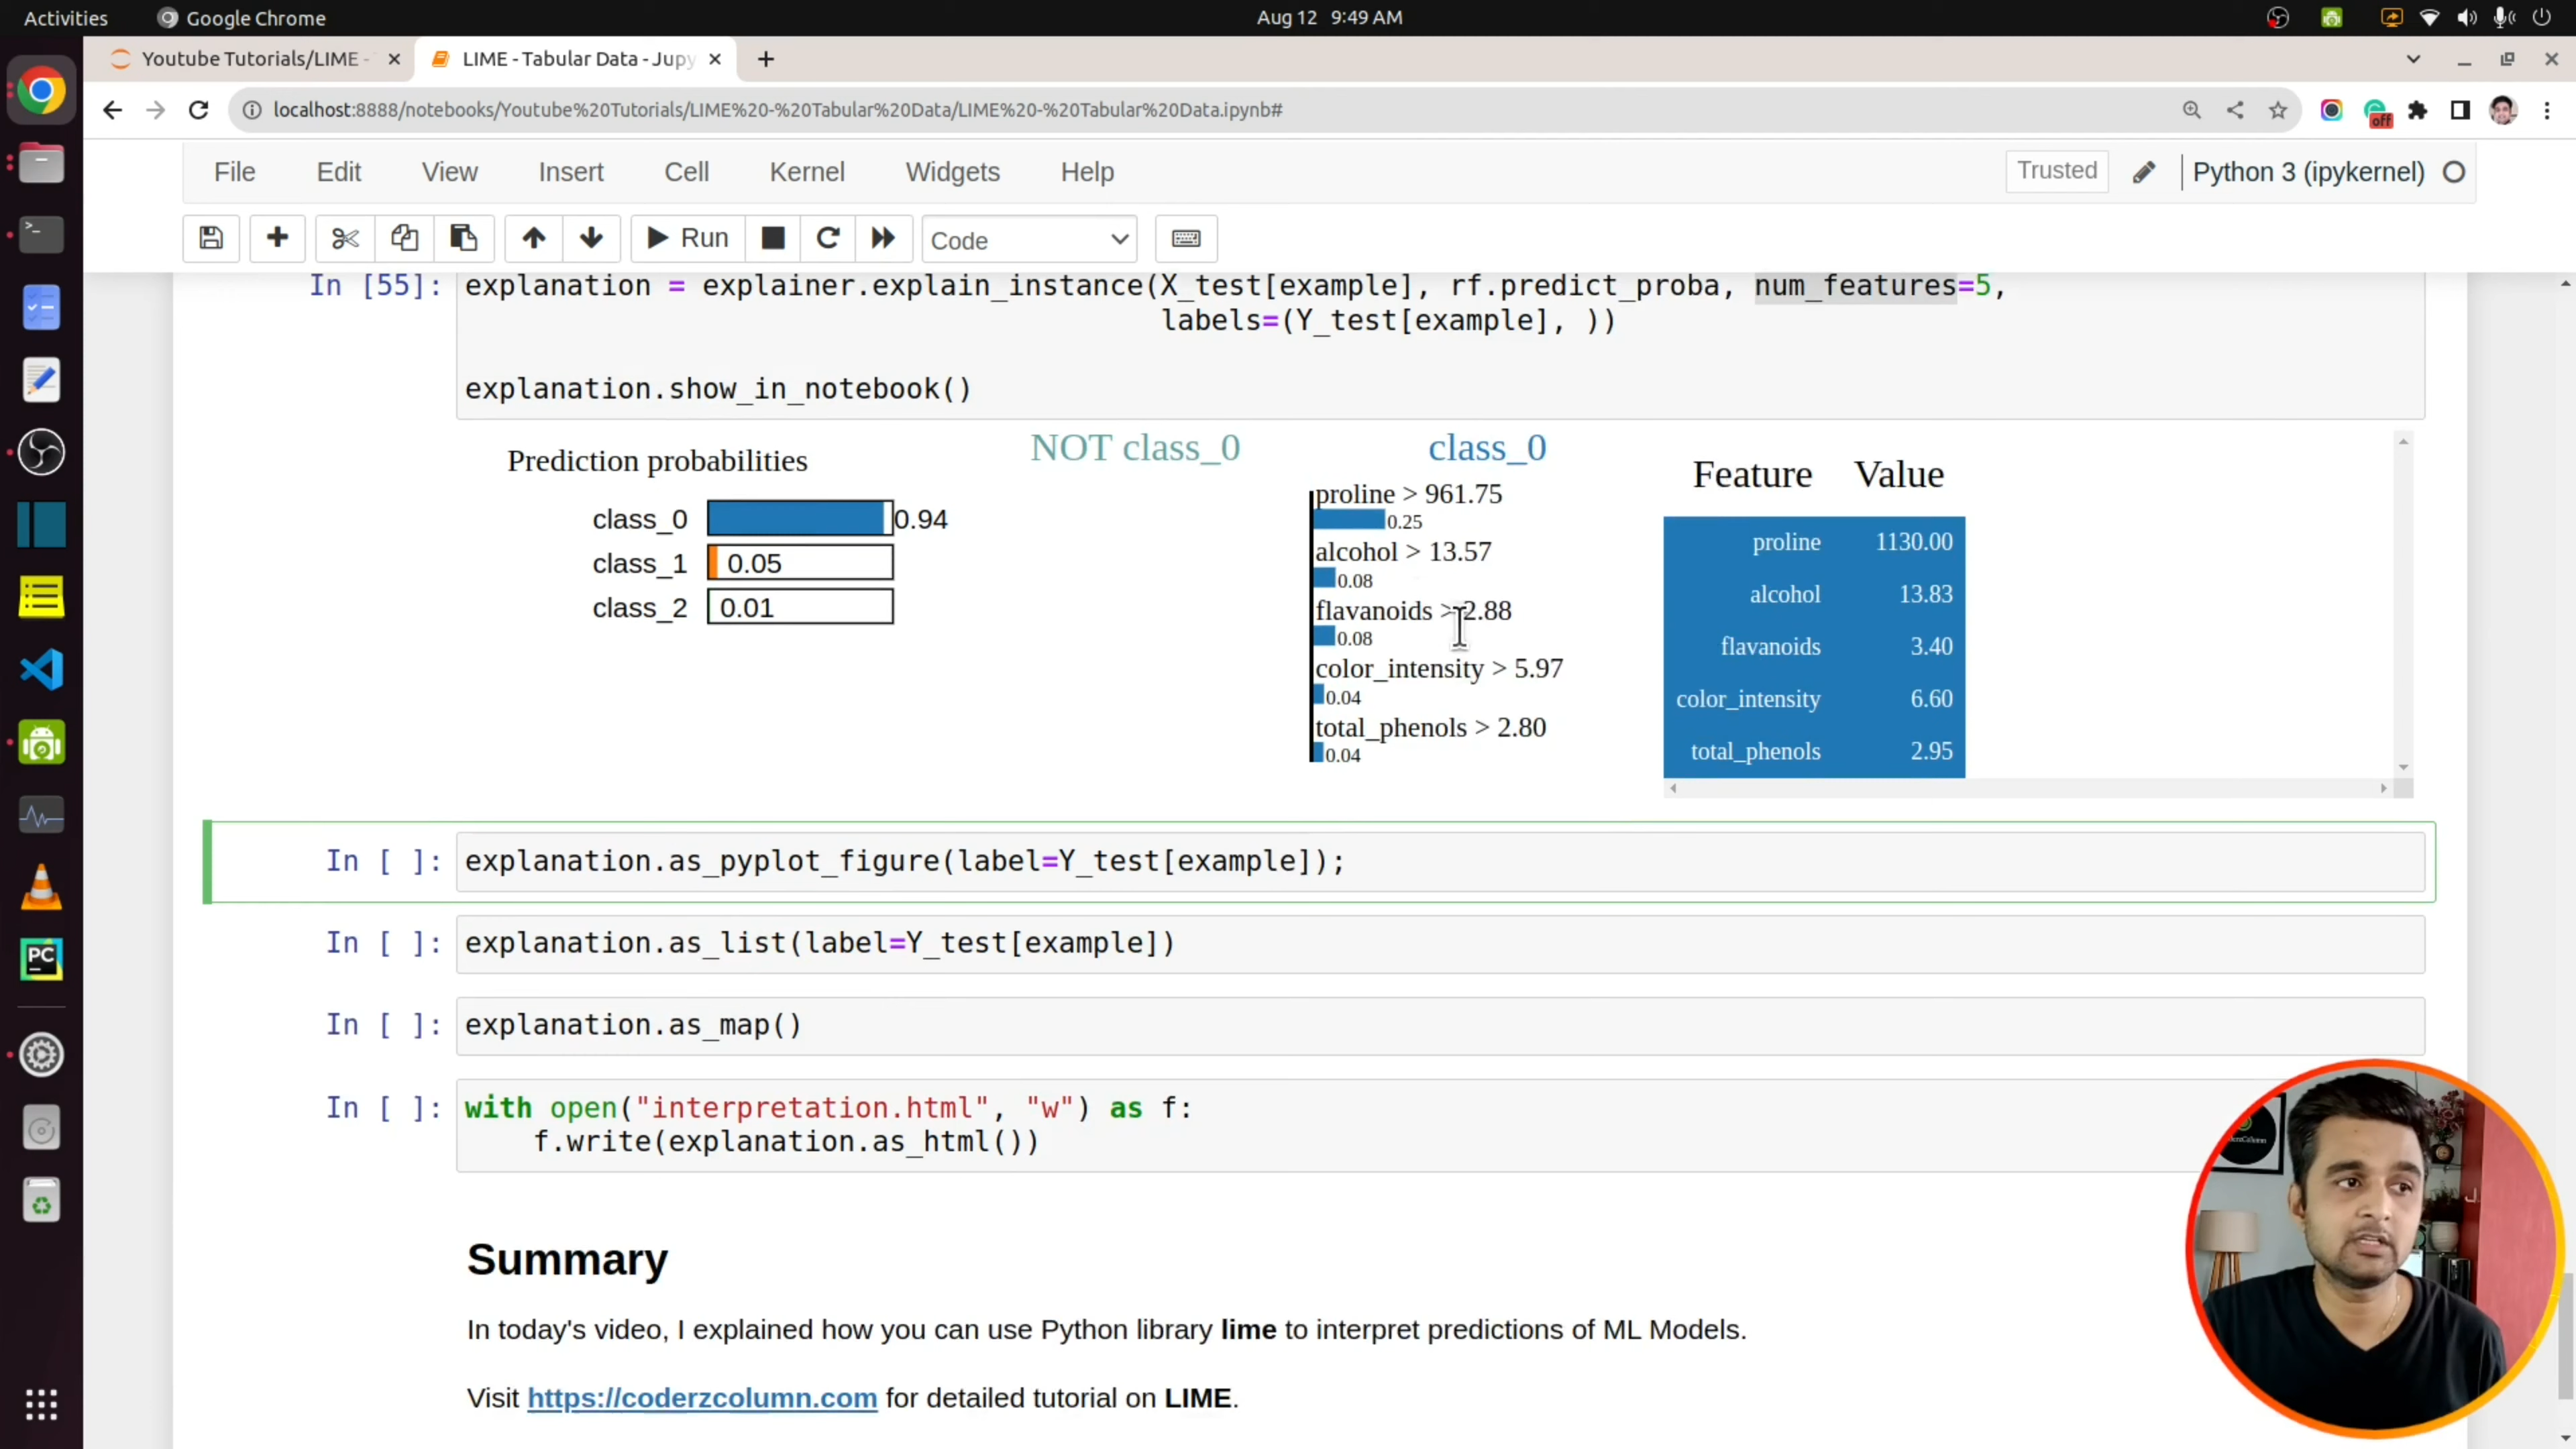 Activities Google Chrome Aug 12 9:49 AM
Youtube Tutorials/LIME - LIME - Tabular Data - Jupy
localhost:8888/notebooks/Youtube%20Tutorials/LIME%20-%20Tabular%20Data/LIME%20-%20Tabular%20Data.ipynb#
off
File Edit View Insert Cell Kernel Widgets Help Trusted Python 3 (ipykernel)
Run Code
In [55]: explanation = explainer.explain_instance(X_test[example], rf.predict_proba, num_features=5,
labels=(Y_test[example], ))
explanation.show_in_notebook()
Prediction probabilities
class_0 0.94
class_1 0.05
class_2 0.01
NOT class_0 class_0
proline > 961.75
0.25
alcohol > 13.57
0.08
flavanoids > 2.88
0.08
color_intensity > 5.97
0.04
total_phenols > 2.80
0.04
Feature Value
proline 1130.00
alcohol 13.83
flavanoids 3.40
color_intensity 6.60
total_phenols 2.95
In [ ]: explanation.as_pyplot_figure(label=Y_test[example]);
In [ ]: explanation.as_list(label=Y_test[example])
In [ ]: explanation.as_map()
In [ ]: with open("interpretation.html", "w") as f:
f.write(explanation.as_html())
Summary
In today's video, I explained how you can use Python library lime to interpret predictions of ML Models.
Visit https://coderzcolumn.com for detailed tutorial on LIME.
PC